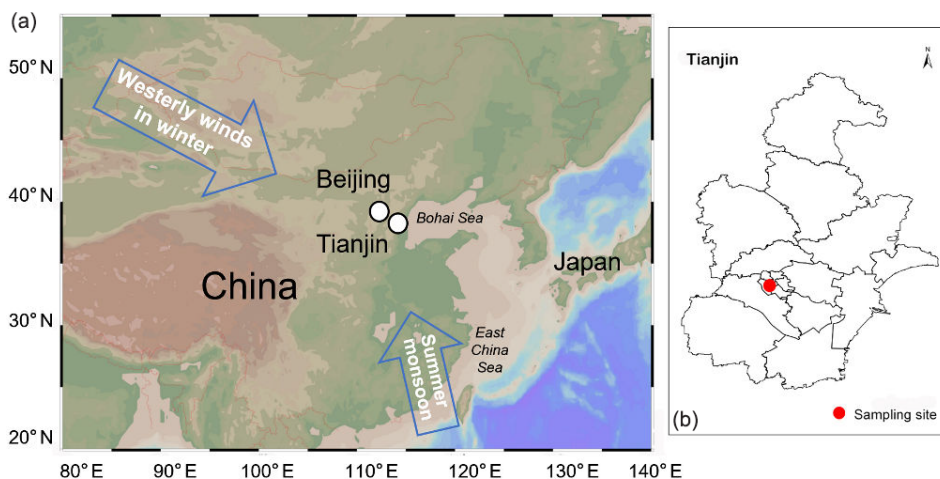 (a)
50° N
40° N
30° N
20° N
80° E
90° E
100° E
110° E
120° E
130° E
140° E
Westerly winds
in winter
Beijing
Tianjin
Bohai Sea
China
Japan
East
China
Sea
Summer
monsoon
Tianjin
N
Sampling site
(b)